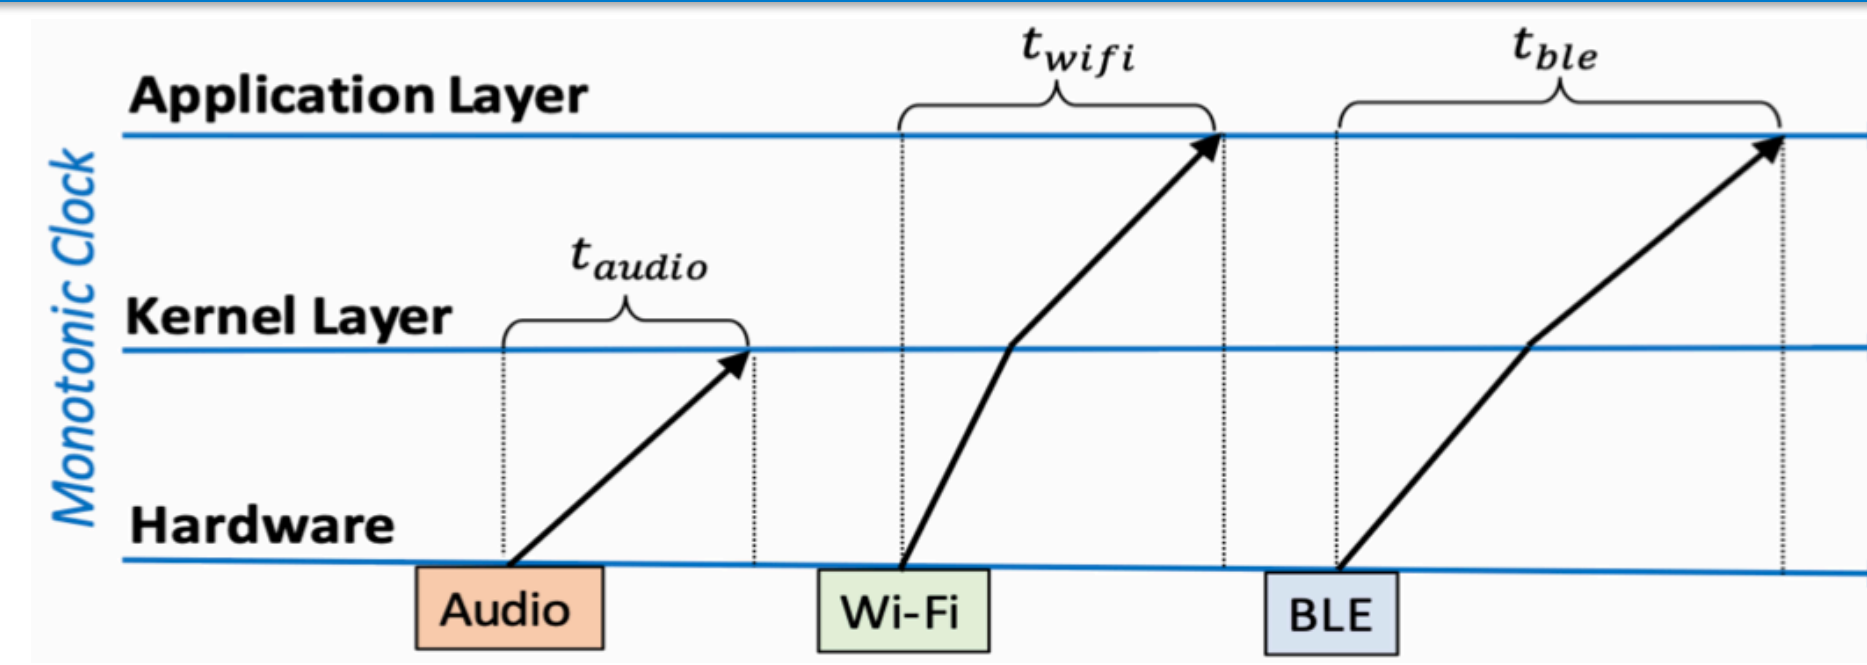 t_wifi
t_ble
Application Layer
Monotonic Clock
t_audio
Kernel Layer
Hardware
Audio
Wi-Fi
BLE